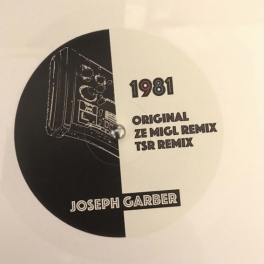 1981
ORIGINAL
ZE MIGL REMIX
TSR REMIX
JOSEPH GARBER